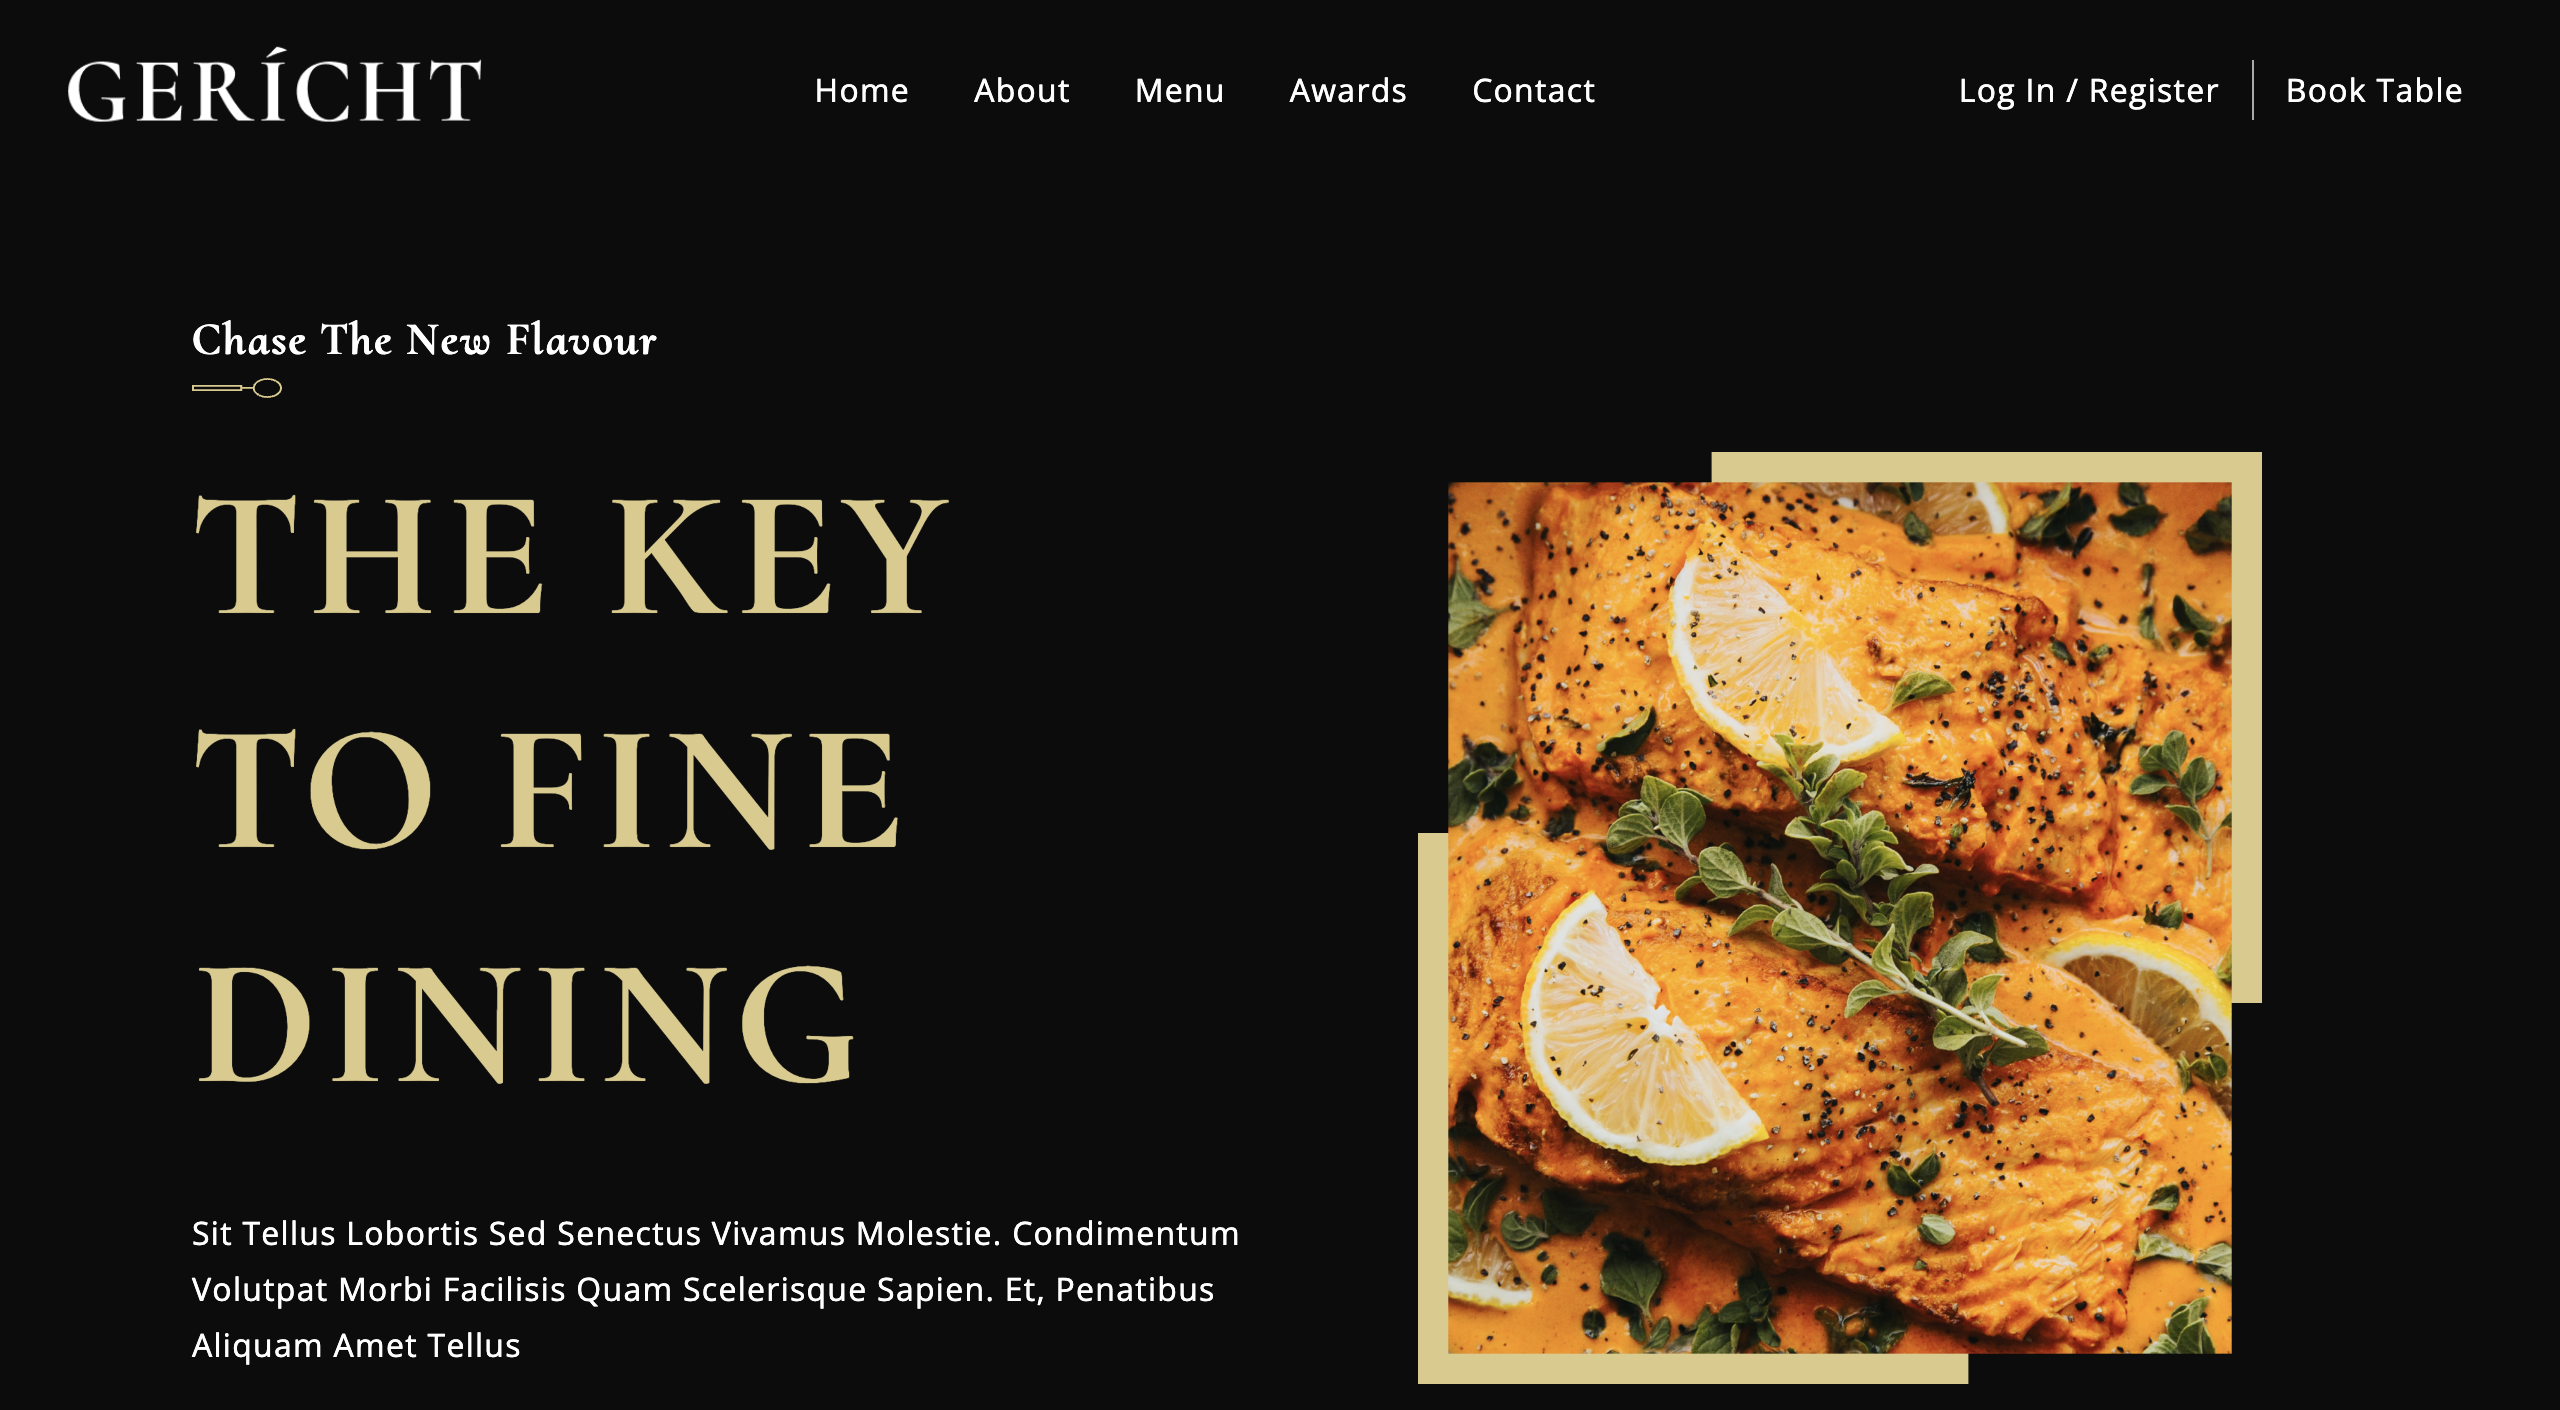 GERÍCHT
Home About Menu Awards Contact
Log In / Register Book Table
Chase The New Flavour
THE KEY
TO FINE
DINING
Sit Tellus Lobortis Sed Senectus Vivamus Molestie. Condimentum
Volutpat Morbi Facilisis Quam Scelerisque Sapien. Et, Penatibus
Aliquam Amet Tellus